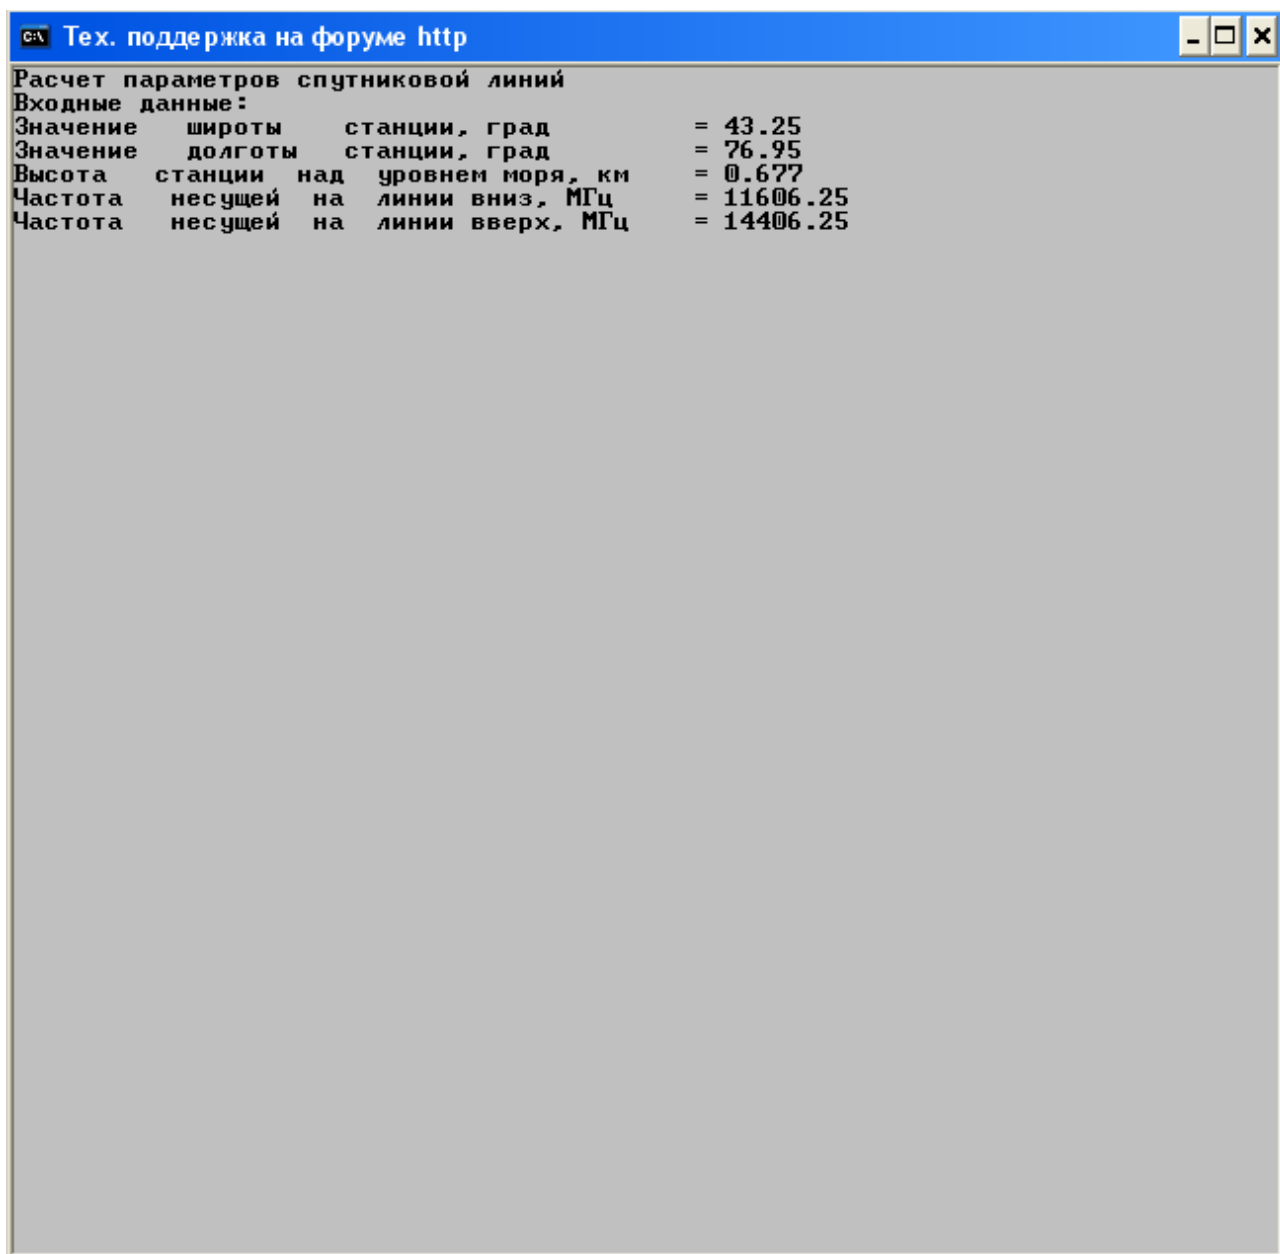 Тех. поддержка на форуме http
Расчет параметров спутниковой линий
Входные данные:
Значение широты станции, град = 43.25
Значение долготы станции, град = 76.95
Высота станции над уровнем моря, км = 0.677
Частота несущей на линии вниз, МГц = 11606.25
Частота несущей на линии вверх, МГц = 14406.25